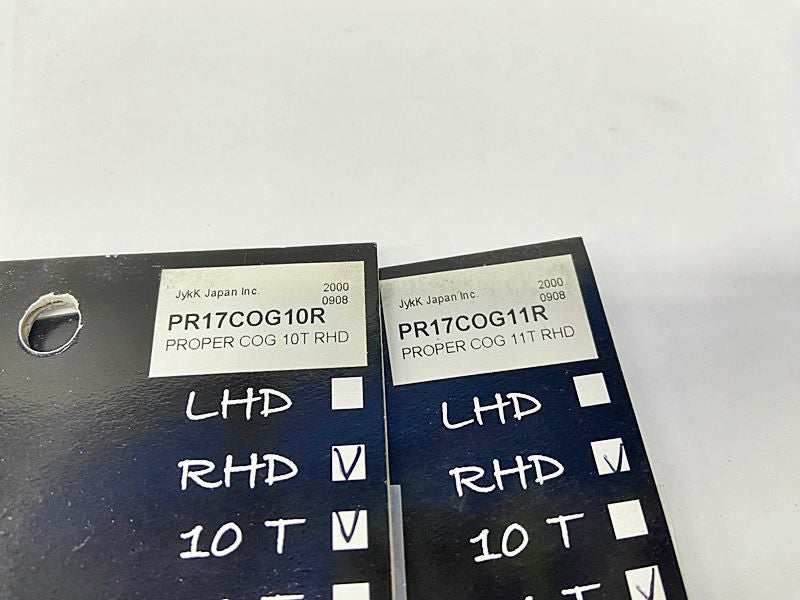 JykK Japan Inc.
2000
0908
PR17COG10R
PROPER COG 10T RHD
LHD
RHD
10 T
JykK Japan Inc.
2000
0908
PR17COG11R
PROPER COG 11T RHD
LHD
RHD
10 T
T